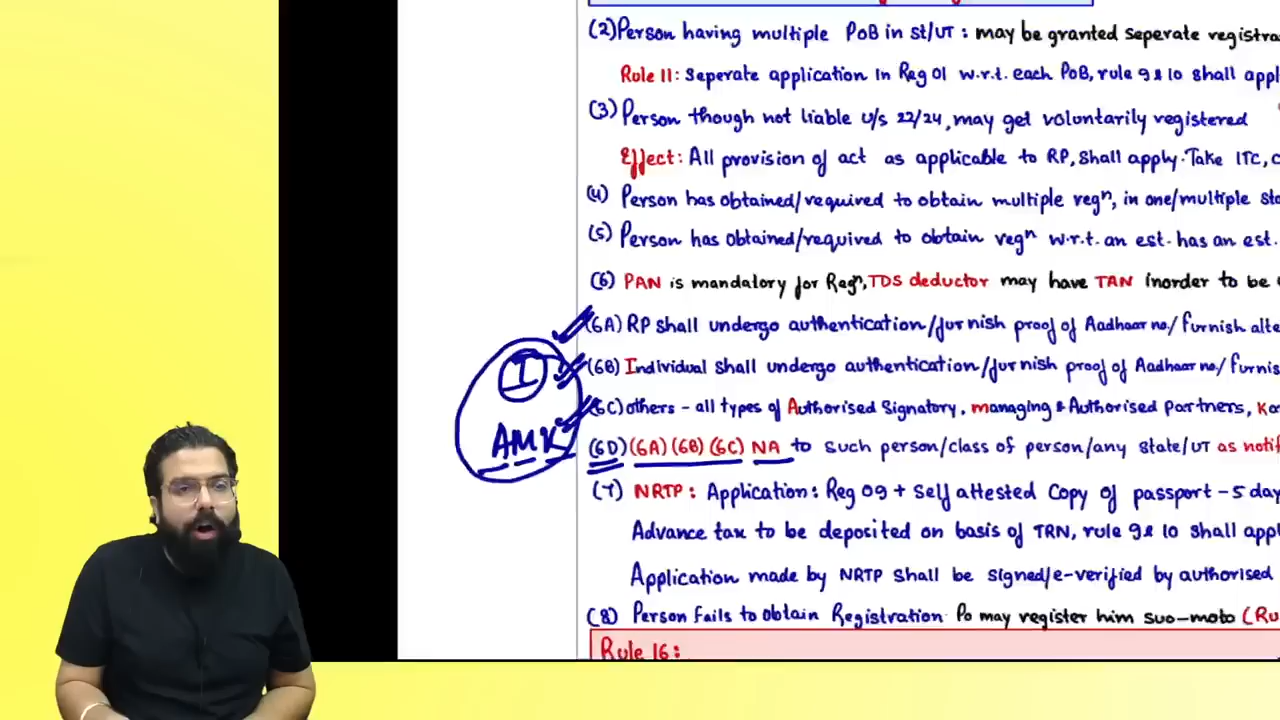 (2) Person having multiple PoB in st/UT : may be granted seperate registra
Rule 11: Seperate application in Reg 01 w.r.t. each PoB, rule 9 & 10 shall appl
(3) Person though not liable u/s 22/24, may get voluntarily registered
Effect: All provision of act as applicable to RP, Shall apply. Take ITC, c
(4) Person has obtained/required to obtain multiple regⁿ, in one/multiple sta
(5) Person has obtained/required to obtain regⁿ w.r.t. an est. has an est.
(6) PAN is mandatory for Regⁿ, TDS deductor may have TAN inorder to be
(6A) RP shall undergo authentication/furnish proof of Aadhaar no./ furnish alte
(6B) Individual shall undergo authentication/furnish proof of Aadhaar no./ furnis
(6C) others - all types of Authorised Signatory, managing & Authorised partners, Ka
(6D) (6A) (6B) (6C) NA to such person/class of person/any state/UT as notif
I
AMK
(7) NRTP: Application: Reg 09 + Self attested Copy of passport - 5 day
Advance tax to be deposited on basis of TRN, rule 9 & 10 shall appl
Application made by NRTP shall be signed/e-verified by authorised
(8) Person fails to obtain Registration Po may register him suo-moto (Ru
Rule 16: